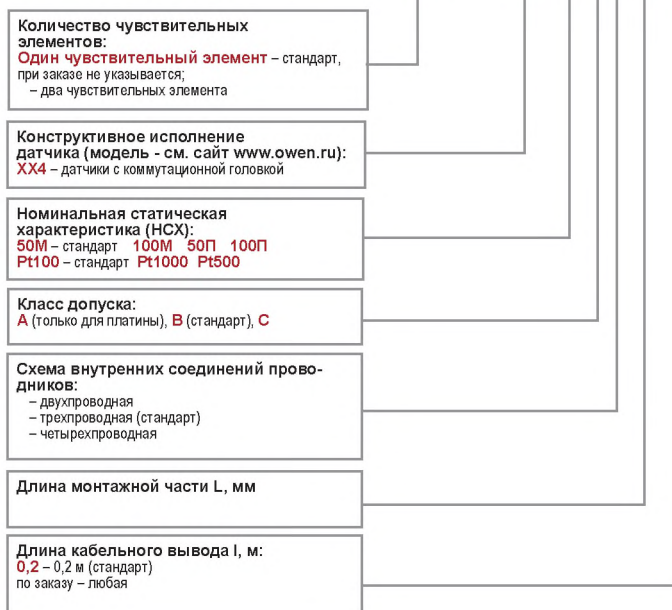 Количество чувствительных
элементов:
Один чувствительный элемент – стандарт,
при заказе не указывается;
– два чувствительных элемента
Конструктивное исполнение
датчика (модель - см. сайт www.owen.ru):
XX4 – датчики с коммутационной головкой
Номинальная статическая
характеристика (НСХ):
50М – стандарт 100М 50П 100П
Pt100 – стандарт Pt1000 Pt500
Класс допуска:
А (только для платины), В (стандарт), С
Схема внутренних соединений прово-
дников:
– двухпроводная
– трехпроводная (стандарт)
– четырехпроводная
Длина монтажной части L, мм
Длина кабельного вывода l, м:
0,2 – 0,2 м (стандарт)
по заказу – любая